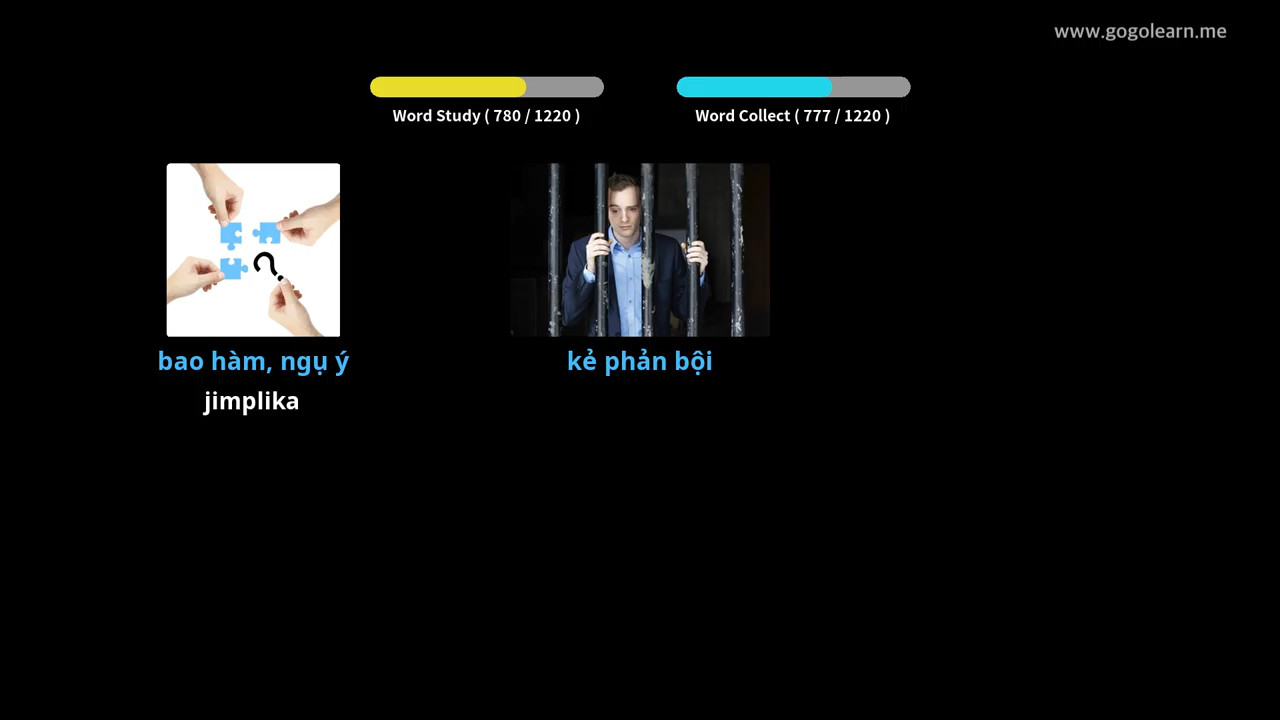 www.gogolearn.me
Word Study ( 780 / 1220 )
Word Collect ( 777 / 1220 )
bao hàm, ngụ ý
jimplika
kẻ phản bội